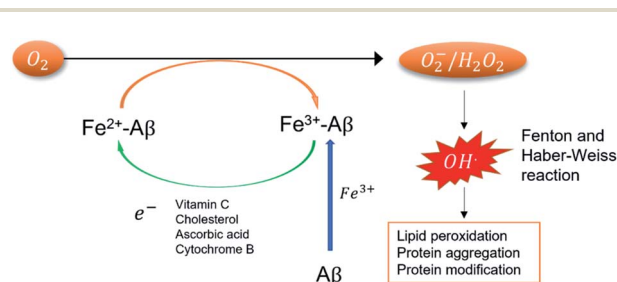 O₂
O₂⁻/H₂O₂
Fe²⁺-Aβ
Fe³⁺-Aβ
OH·
Fenton and
Haber-Weiss
reaction
e⁻
Vitamin C
Cholesterol
Ascorbic acid
Cytochrome B
Fe³⁺
Aβ
Lipid peroxidation
Protein aggregation
Protein modification